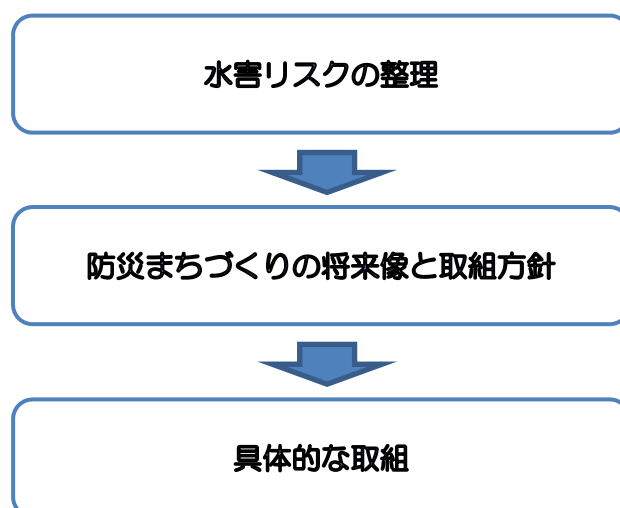 水害リスクの整理
防災まちづくりの将来像と取組方針
具体的な取組